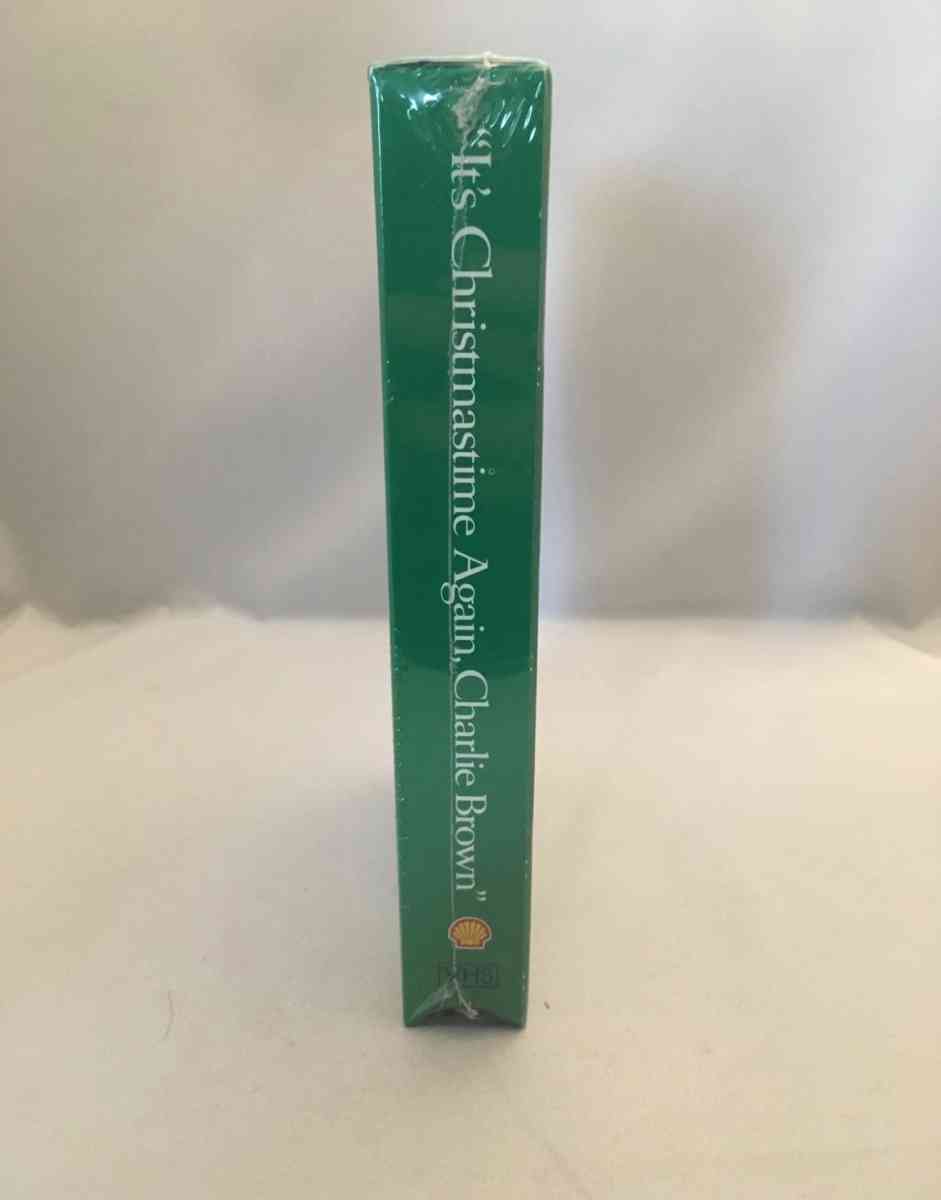 “It’s Christmastime Again, Charlie Brown”
VHS